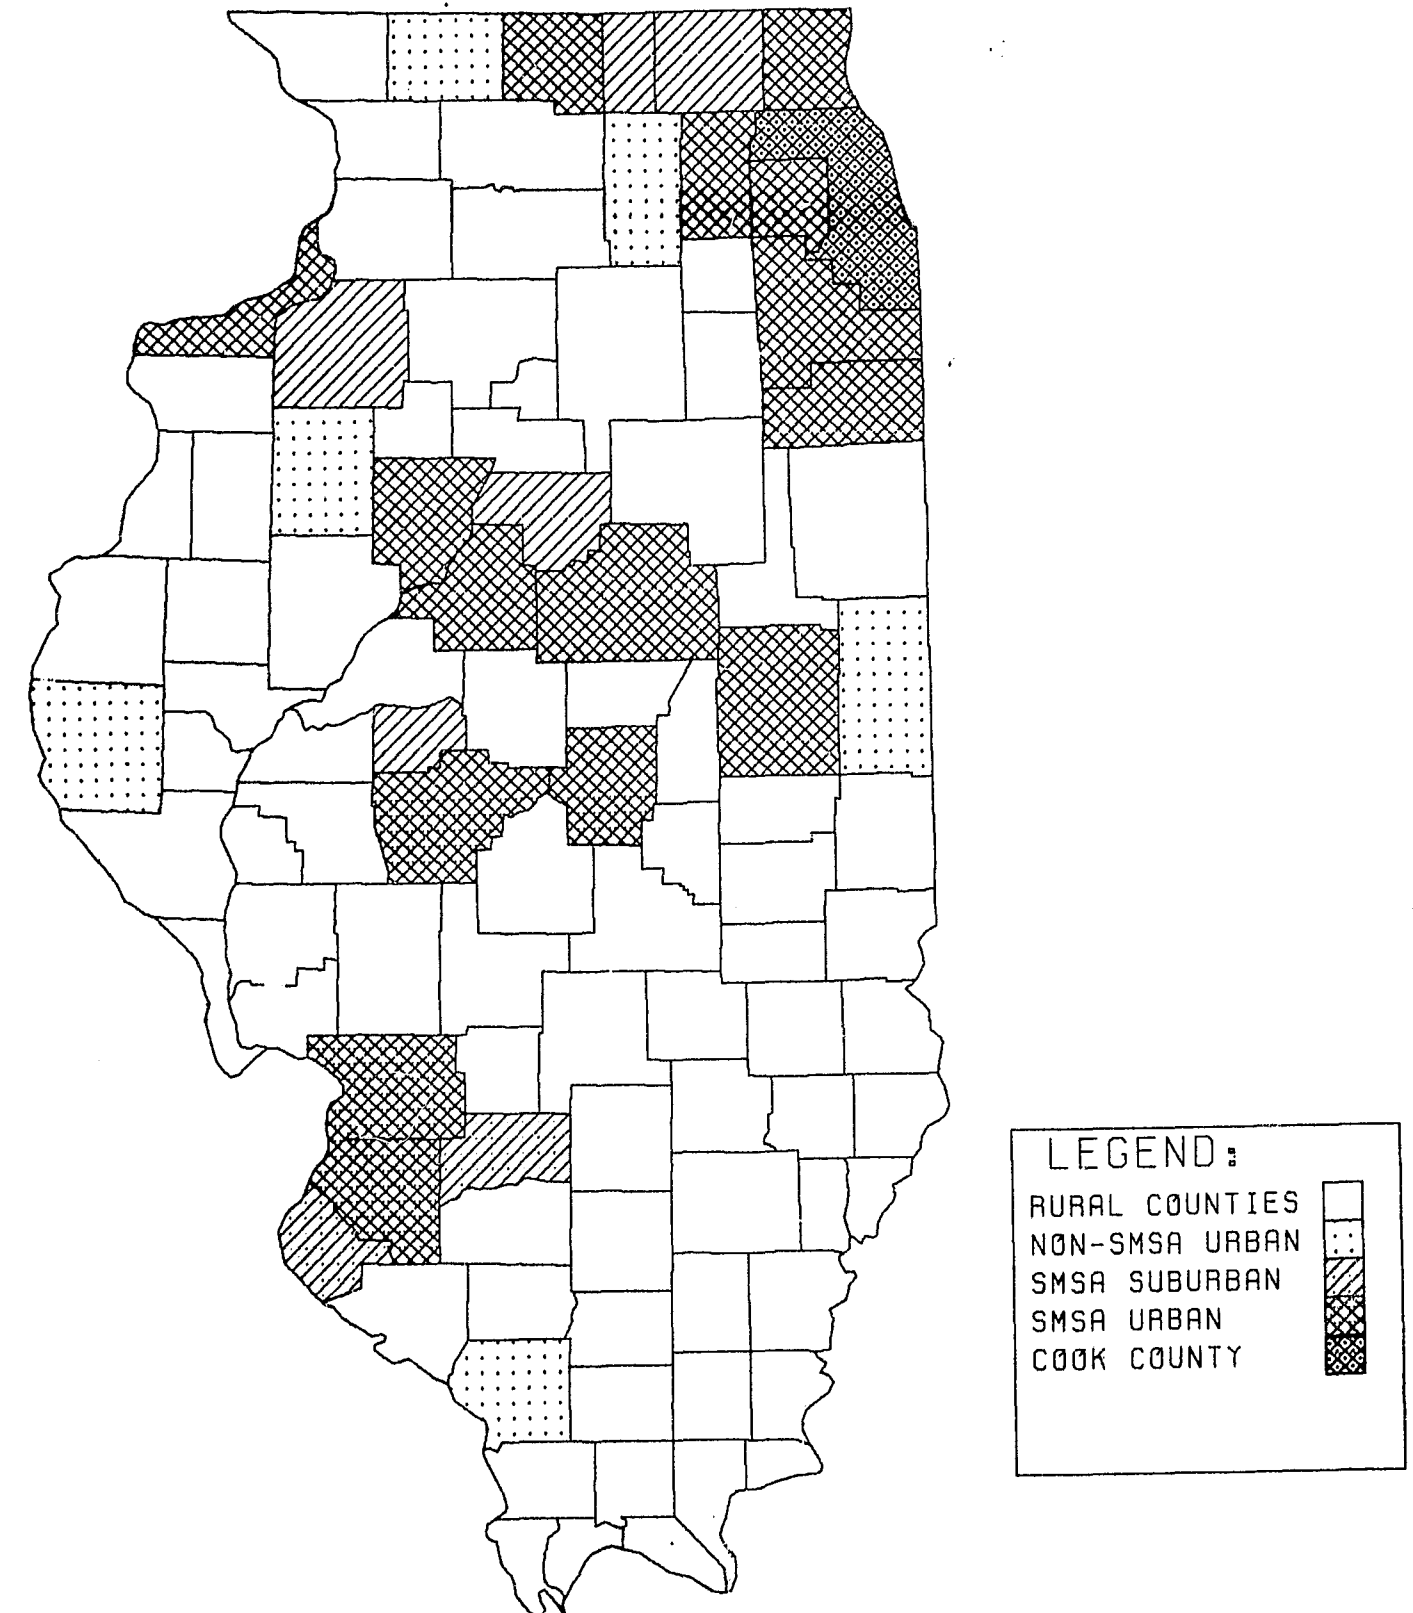 LEGEND:
RURAL COUNTIES
NON-SMSA URBAN
SMSA SUBURBAN
SMSA URBAN
COOK COUNTY